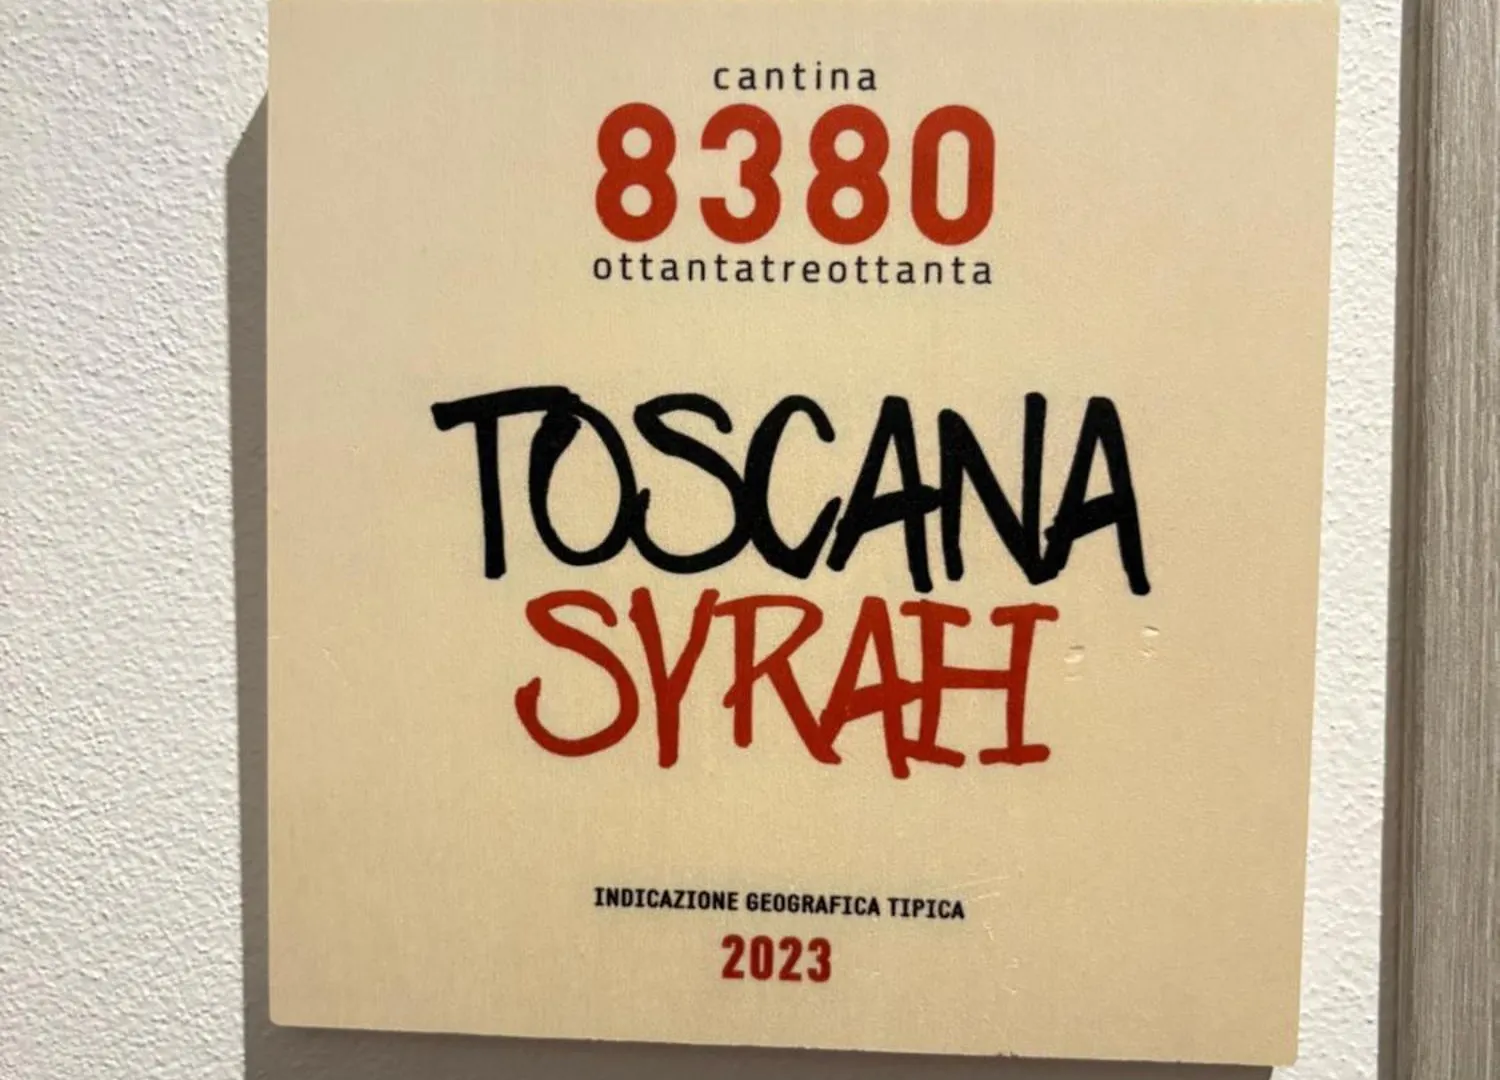 cantina
8380
ottantatreottanta
TOSCANA
SYRAH
INDICAZIONE GEOGRAFICA TIPICA
2023